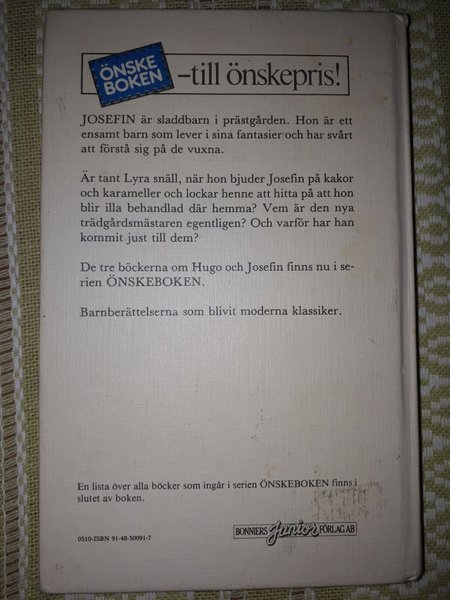 ÖNSKE
BOKEN
–till önskepris!
JOSEFIN är sladdbarn i prästgården. Hon är ett
ensamt barn som lever i sina fantasier och har svårt
att förstå sig på de vuxna.
Är tant Lyra snäll, när hon bjuder Josefin på kakor
och karameller och lockar henne att hitta på att hon
blir illa behandlad där hemma? Vem är den nya
trädgårdsmästaren egentligen? Och varför har han
kommit just till dem?
De tre böckerna om Hugo och Josefin finns nu i se-
rien ÖNSKEBOKEN.
Barnberättelserna som blivit moderna klassiker.
En lista över alla böcker som ingår i serien ÖNSKEBOKEN finns i
slutet av boken.
0510-ISBN 91-48-50091-7
BONNIERS Junior FÖRLAG AB